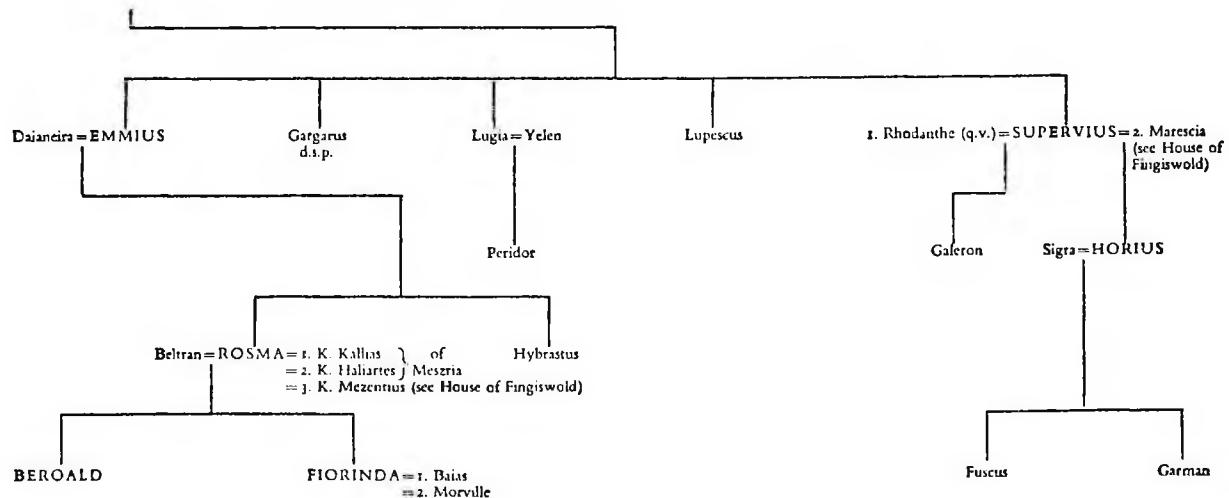 Daianeira = EMMIUS Gargarus Lugia = Yelen Lupescus 1. Rhodanthe (q.v.) = SUPERVIUS = 2. Marescia
d.s.p. (see House of
Fingiswold)
Peridor Galeron Sigra = HORIUS
Beltran = ROSMA = 1. K. Kallias } of Hybrastus
= 2. K. Haliartes } Meszria
= 3. K. Mezentius (see House of Fingiswold)
BEROALD FIORINDA = 1. Baias Fuscus Garman
= 2. Morville